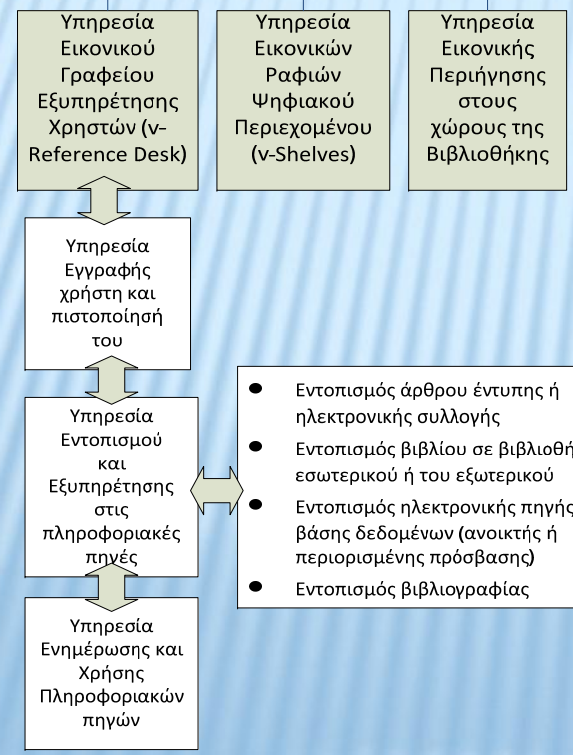 Υπηρεσία
Εικονικού
Γραφείου
Εξυπηρέτησης
Χρηστών (v-
Reference Desk)
Υπηρεσία
Εικονικών
Ραφιών
Ψηφιακού
Περιεχομένου
(v-Shelves)
Υπηρεσία
Εικονικής
Περιήγησης
στους
χώρους της
Βιβλιοθήκης
Υπηρεσία
Εγγραφής
χρήστη και
πιστοποίησή
του
Υπηρεσία
Εντοπισμού
και
Εξυπηρέτησης
στις
πληροφοριακές
πηγές
● Εντοπισμός άρθρου έντυπης ή
ηλεκτρονικής συλλογής
● Εντοπισμός βιβλίου σε βιβλιοθή
εσωτερικού ή του εξωτερικού
● Εντοπισμός ηλεκτρονικής πηγής
βάσης δεδομένων (ανοικτής ή
περιορισμένης πρόσβασης)
● Εντοπισμός βιβλιογραφίας
Υπηρεσία
Ενημέρωσης και
Χρήσης
Πληροφοριακών
πηγών